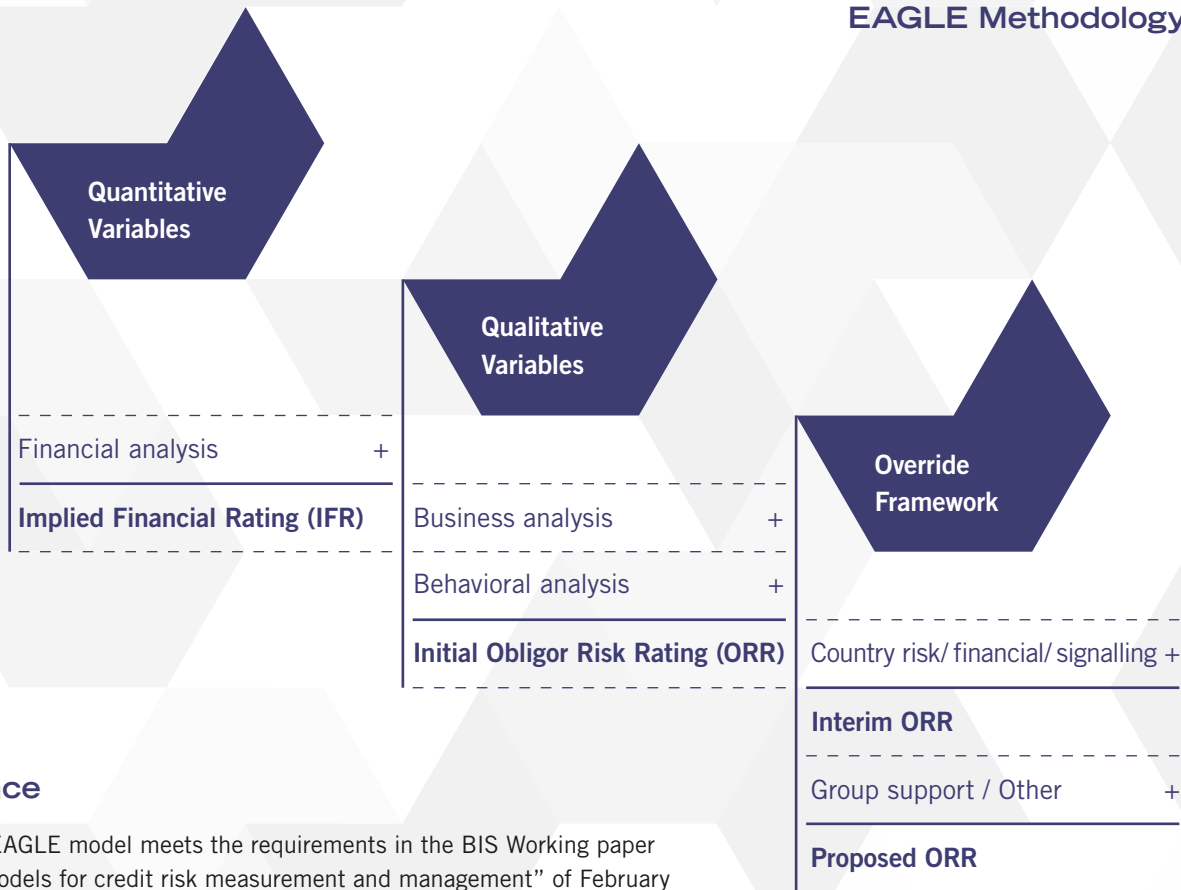 EAGLE Methodology
Quantitative
Variables
Financial analysis +
Implied Financial Rating (IFR)
Qualitative
Variables
Business analysis +
Behavioral analysis +
Initial Obligor Risk Rating (ORR)
Override
Framework
Country risk/ financial/ signalling +
Interim ORR
Group support / Other +
Proposed ORR
EAGLE model meets the requirements in the BIS Working paper
for credit risk measurement and management” of February